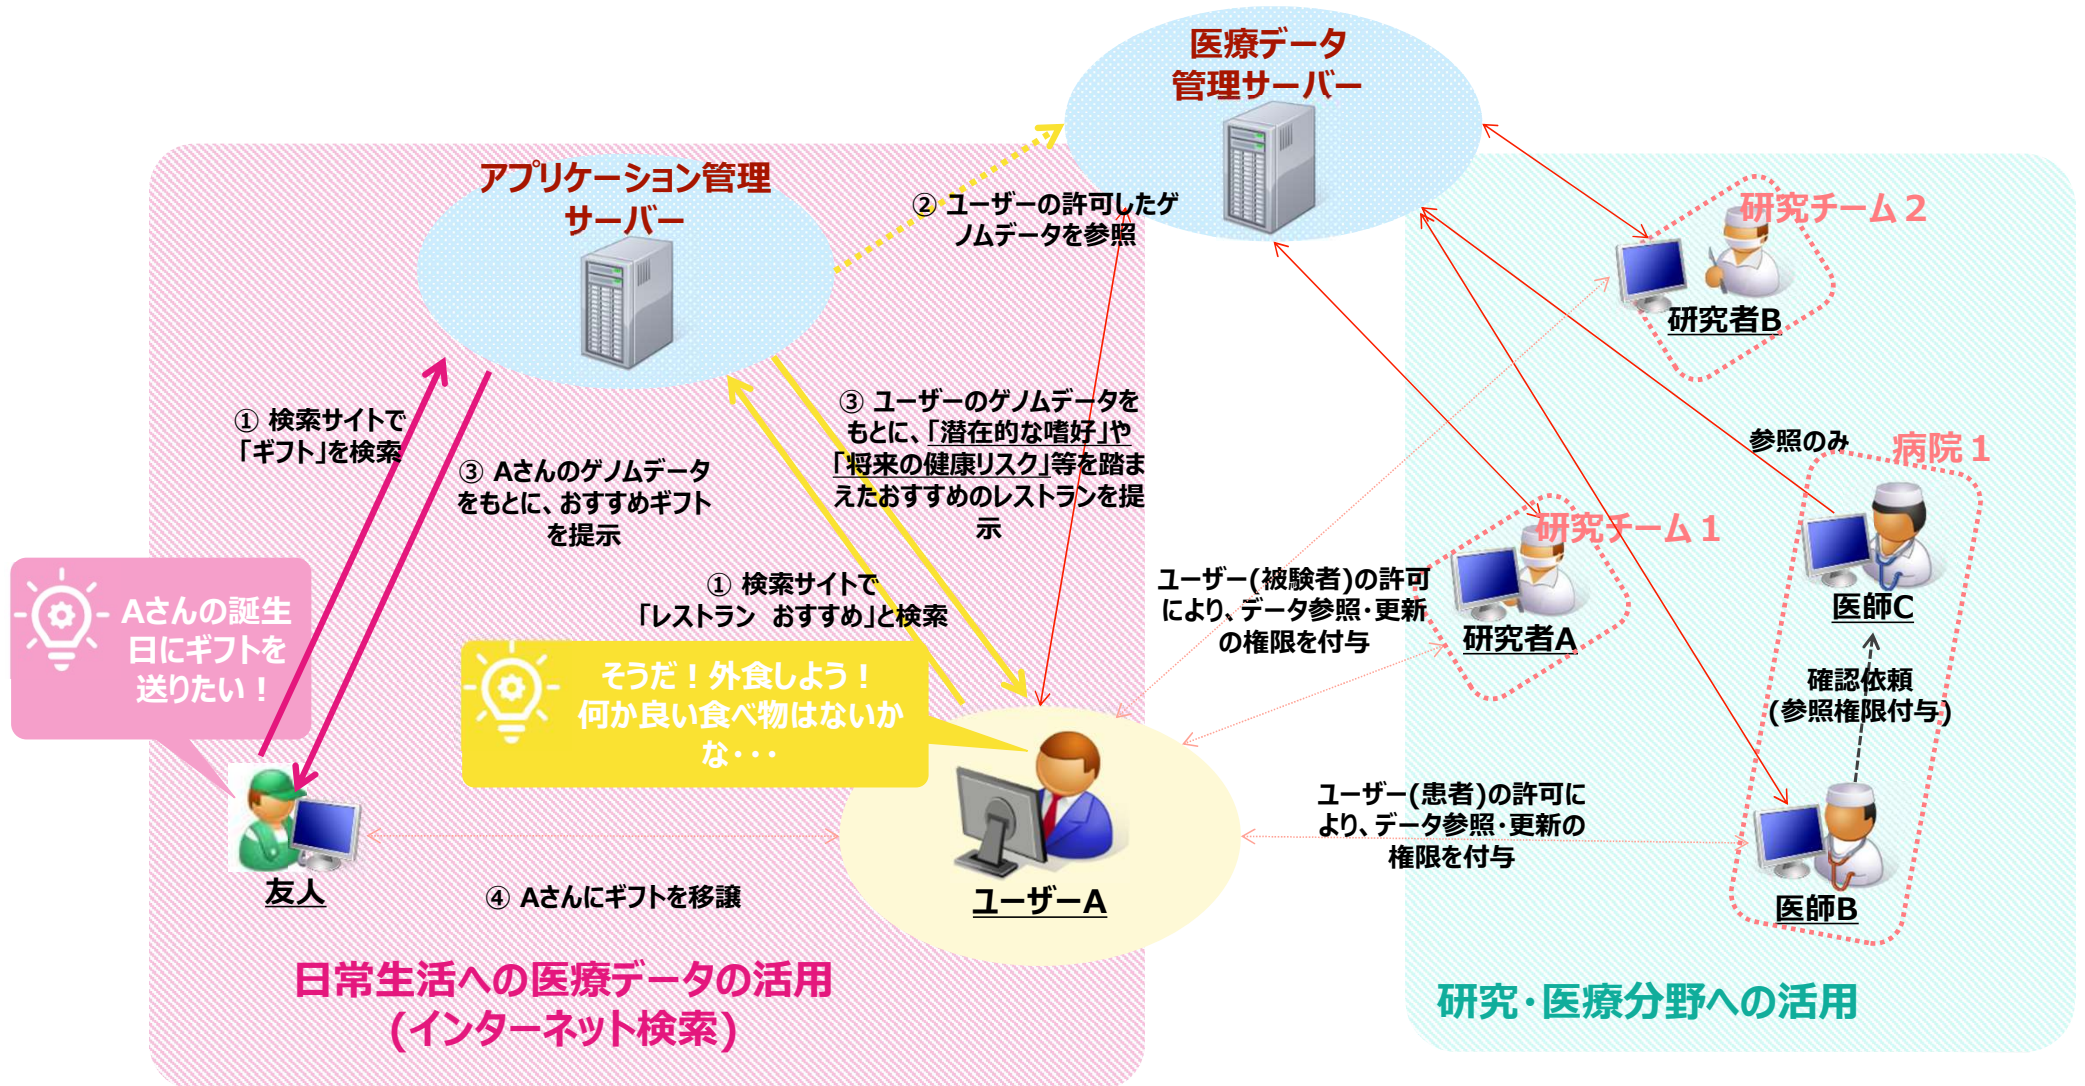 医療データ
管理サーバー
アプリケーション管理
サーバー
② ユーザーの許可したゲ
ノムデータを参照
研究チーム２
研究者B
① 検索サイトで
「ギフト」を検索
③ Aさんのゲノムデータ
をもとに、おすすめギフト
を提示
③ ユーザーのゲノムデータを
もとに、「潜在的な嗜好」や
「将来の健康リスク」等を踏ま
えたおすすめのレストランを提
示
参照のみ
病院１
研究チーム１
研究者A
医師C
① 検索サイトで
「レストラン　おすすめ」と検索
ユーザー(被験者)の許可
により、データ参照・更新
の権限を付与
Aさんの誕生
日にギフトを
送りたい！
そうだ！外食しよう！
何か良い食べ物はないか
な・・・
確認依頼
(参照権限付与)
ユーザー(患者)の許可に
より、データ参照・更新の
権限を付与
友人
④ Aさんにギフトを移譲
ユーザーA
医師B
日常生活への医療データの活用
(インターネット検索)
研究・医療分野への活用